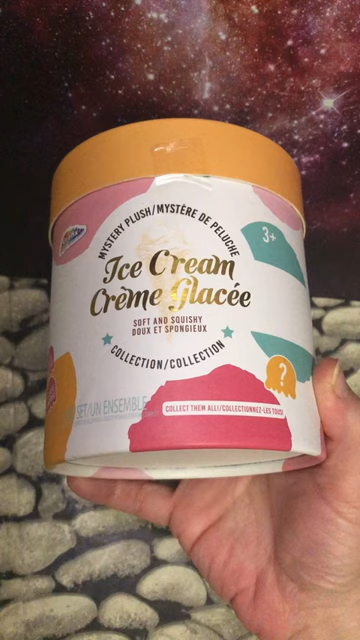 MYSTERY PLUSH/MYSTÈRE DE PELUCHE
3+
Ice Cream
Crème Glacée
SOFT AND SQUISHY
DOUX ET SPONGIEUX
COLLECTION/COLLECTION
?
SET/UN ENSEMBLE
COLLECT THEM ALL!/COLLECTIONNEZ-LES TOUS!